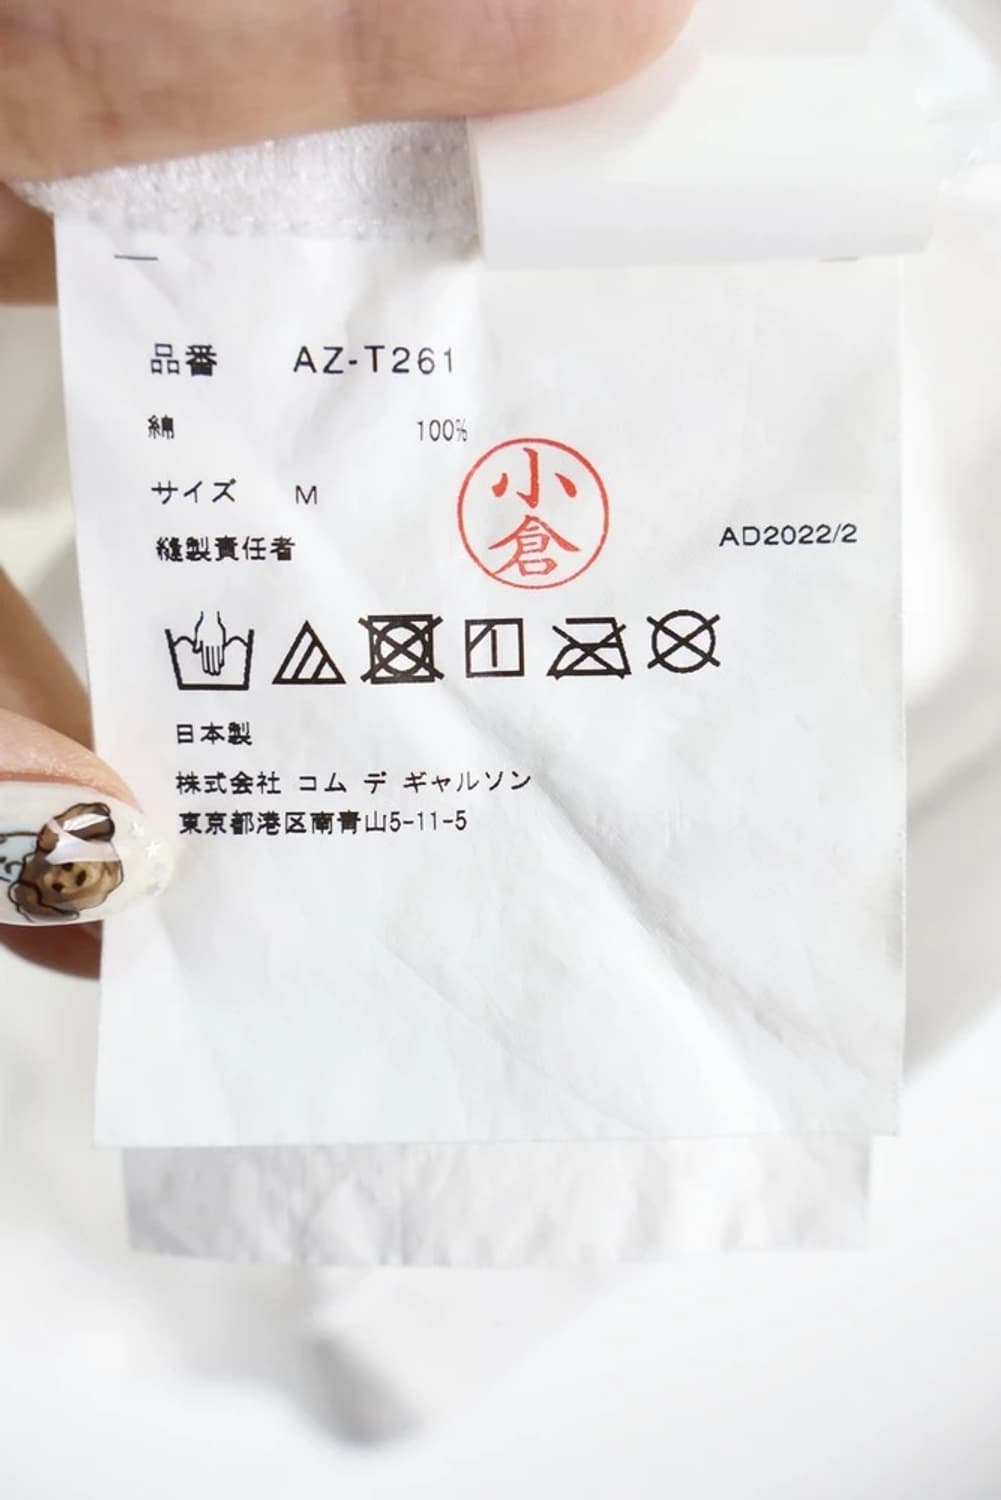 品番 AZ-T261
綿 100%
サイズ M
縫製責任者
小倉
AD2022/2
日本製
株式会社 コム デ ギャルソン
東京都港区南青山5-11-5